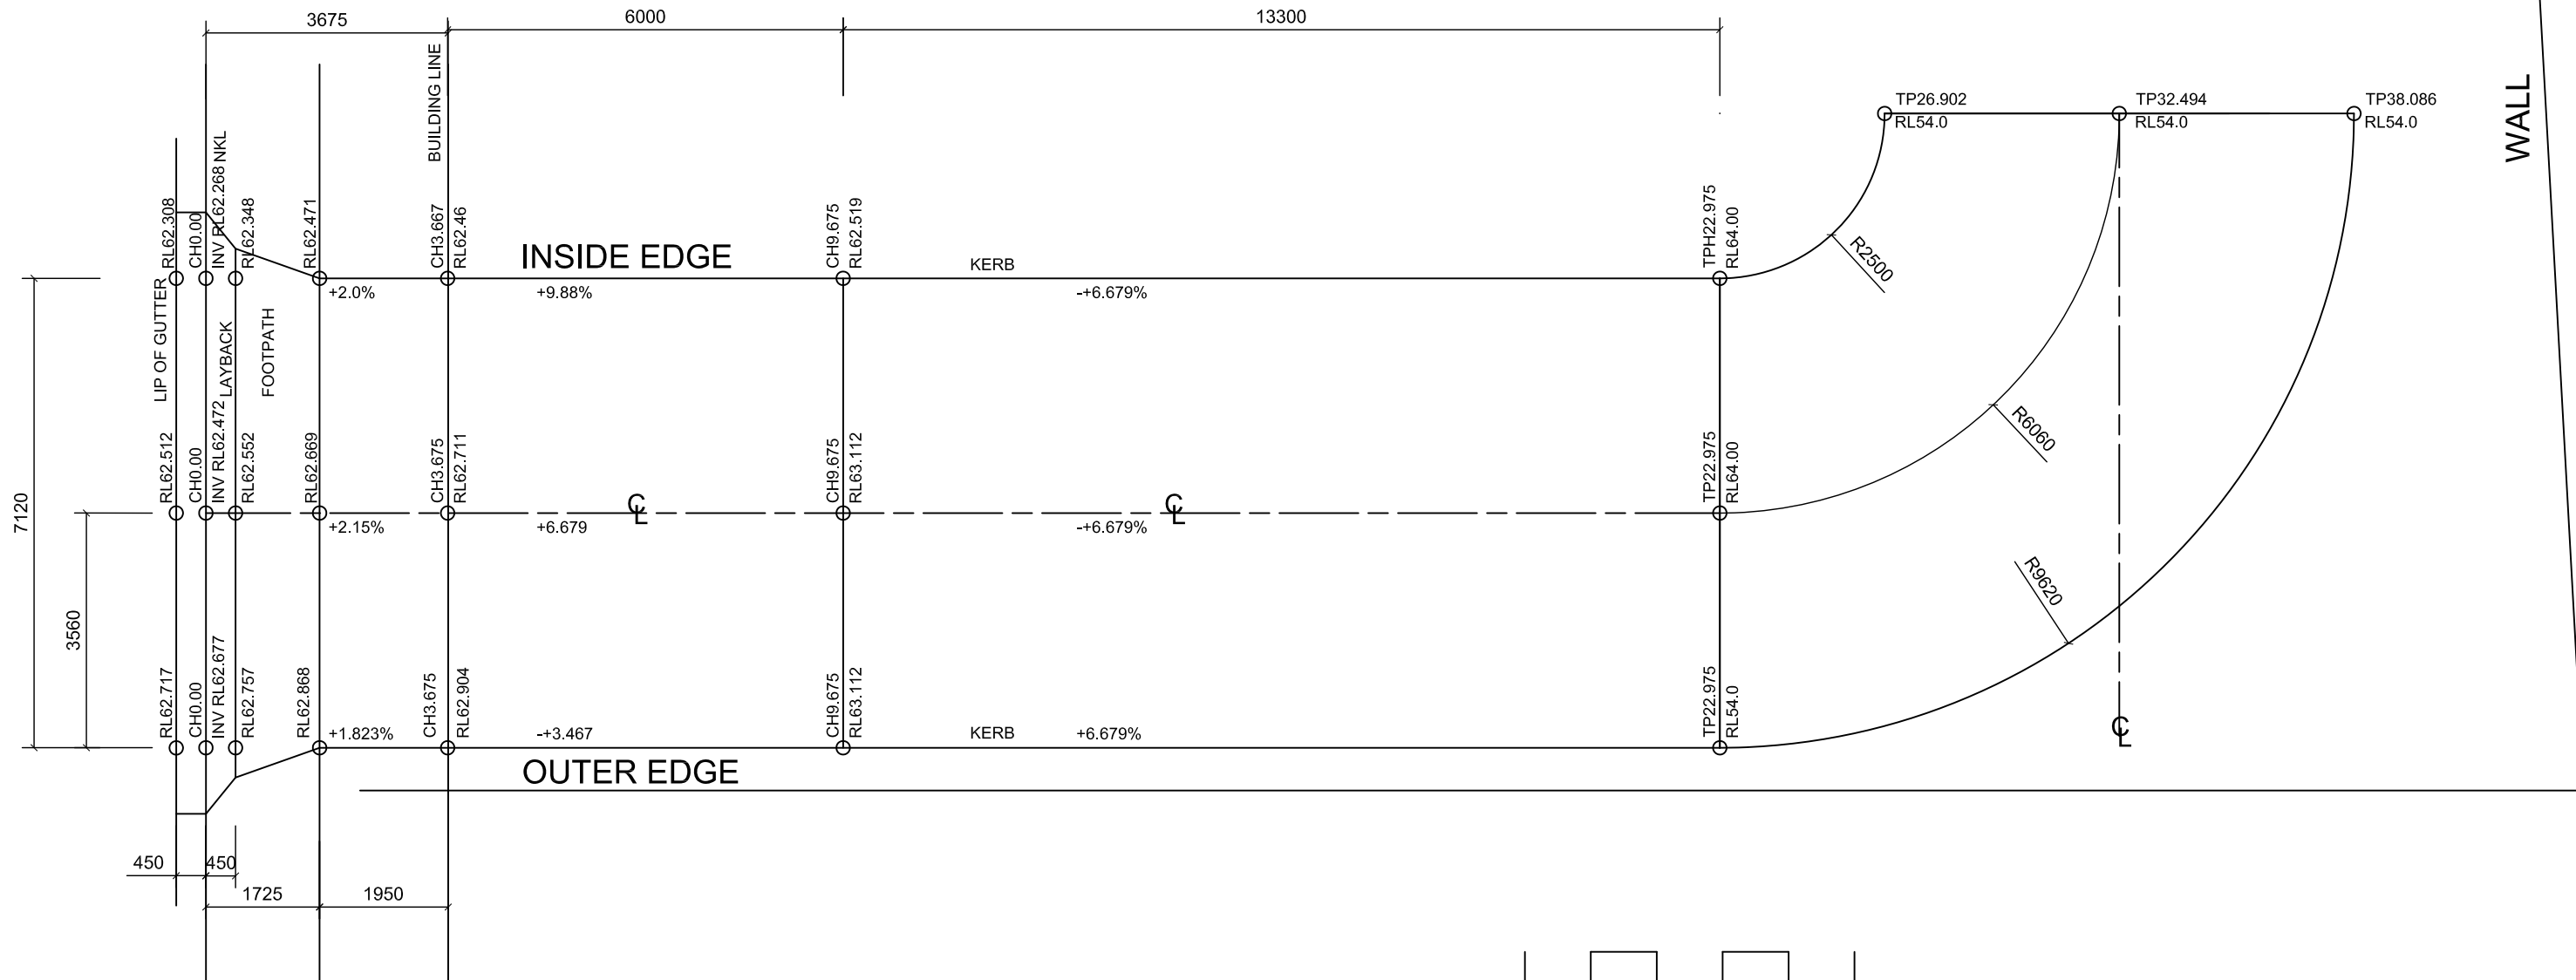 3675
6000
13300
BUILDING LINE
WALL
TP26.902
RL54.0
TP32.494
RL54.0
TP38.086
RL54.0
RL62.308
CH0.00
INV RL62.268 NKL
RL62.348
RL62.471
CH3.667
RL62.46
CH9.675
RL62.519
TPH22.975
RL64.00
INSIDE EDGE
KERB
+2.0%
+9.88%
-+6.679%
R2500
LIP OF GUTTER
LAYBACK
FOOTPATH
RL62.512
CH0.00
INV RL62.472
RL62.552
RL62.669
CH3.675
RL62.711
CH9.675
RL63.112
TP22.975
RL64.00
R6060
CL
CL
+2.15%
+6.679
-+6.679%
7120
3560
R9620
RL62.717
CH0.00
INV RL62.677
RL62.757
RL62.868
CH3.675
RL62.904
CH9.675
RL63.112
TP22.975
RL54.0
+1.823%
-+3.467
KERB
+6.679%
CL
OUTER EDGE
450
450
1725
1950